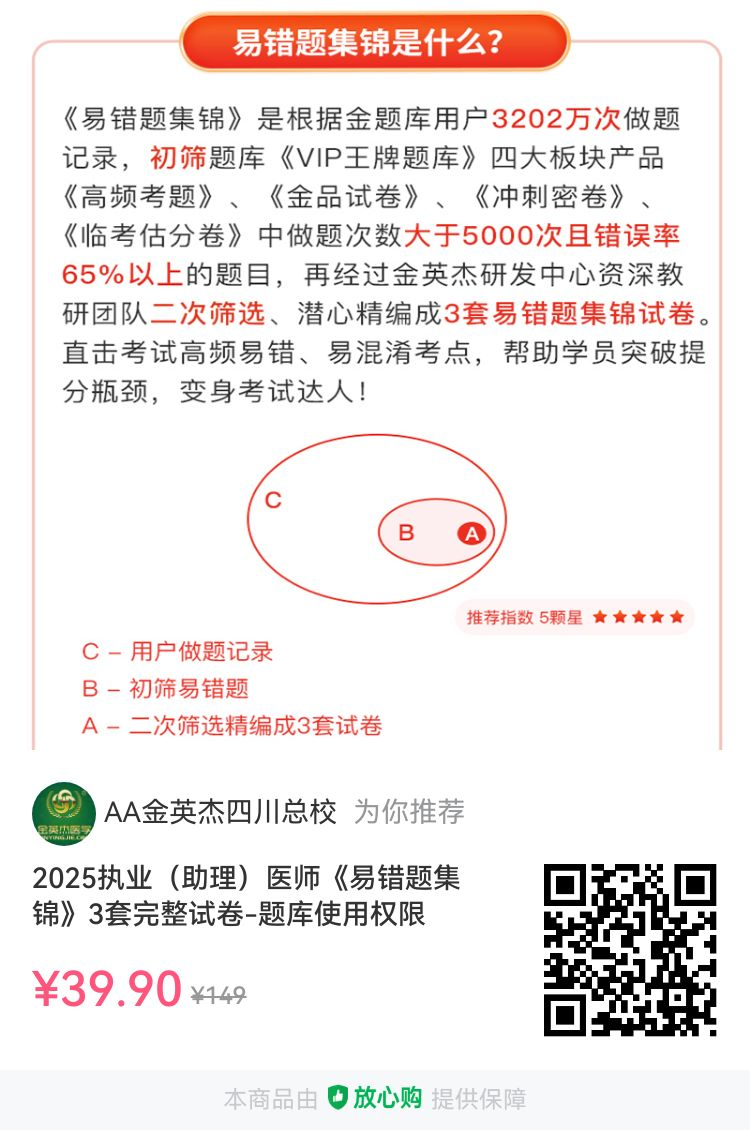 易错题集锦是什么？
《易错题集锦》是根据金题库用户3202万次做题
记录，初筛题库《VIP王牌题库》四大板块产品
《高频考题》、《金品试卷》、《冲刺密卷》、
《临考估分卷》中做题次数大于5000次且错误率
65%以上的题目，再经过金英杰研发中心资深教
研团队二次筛选、潜心精编成3套易错题集锦试卷。
直击考试高频易错、易混淆考点，帮助学员突破提
分瓶颈，变身考试达人！
C
B
A
推荐指数 5颗星 ★★★★★
C – 用户做题记录
B – 初筛易错题
A – 二次筛选精编成3套试卷
金英杰医学
AA金英杰四川总校 为你推荐
2025执业（助理）医师《易错题集
锦》3套完整试卷-题库使用权限
¥39.90 ¥149
本商品由 放心购 提供保障